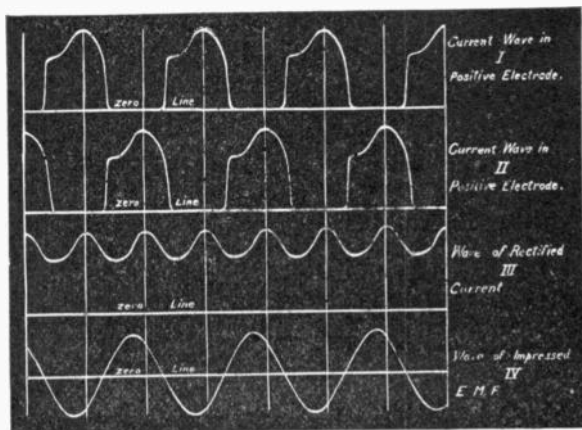 Current Wave in
I
Positive Electrode.
Zero Line
Current Wave in
II
Positive Electrode.
zero Line
Wave of Rectified
III
Current
zero Line
Wave of Impressed
IV
E.M.F.
zero Line